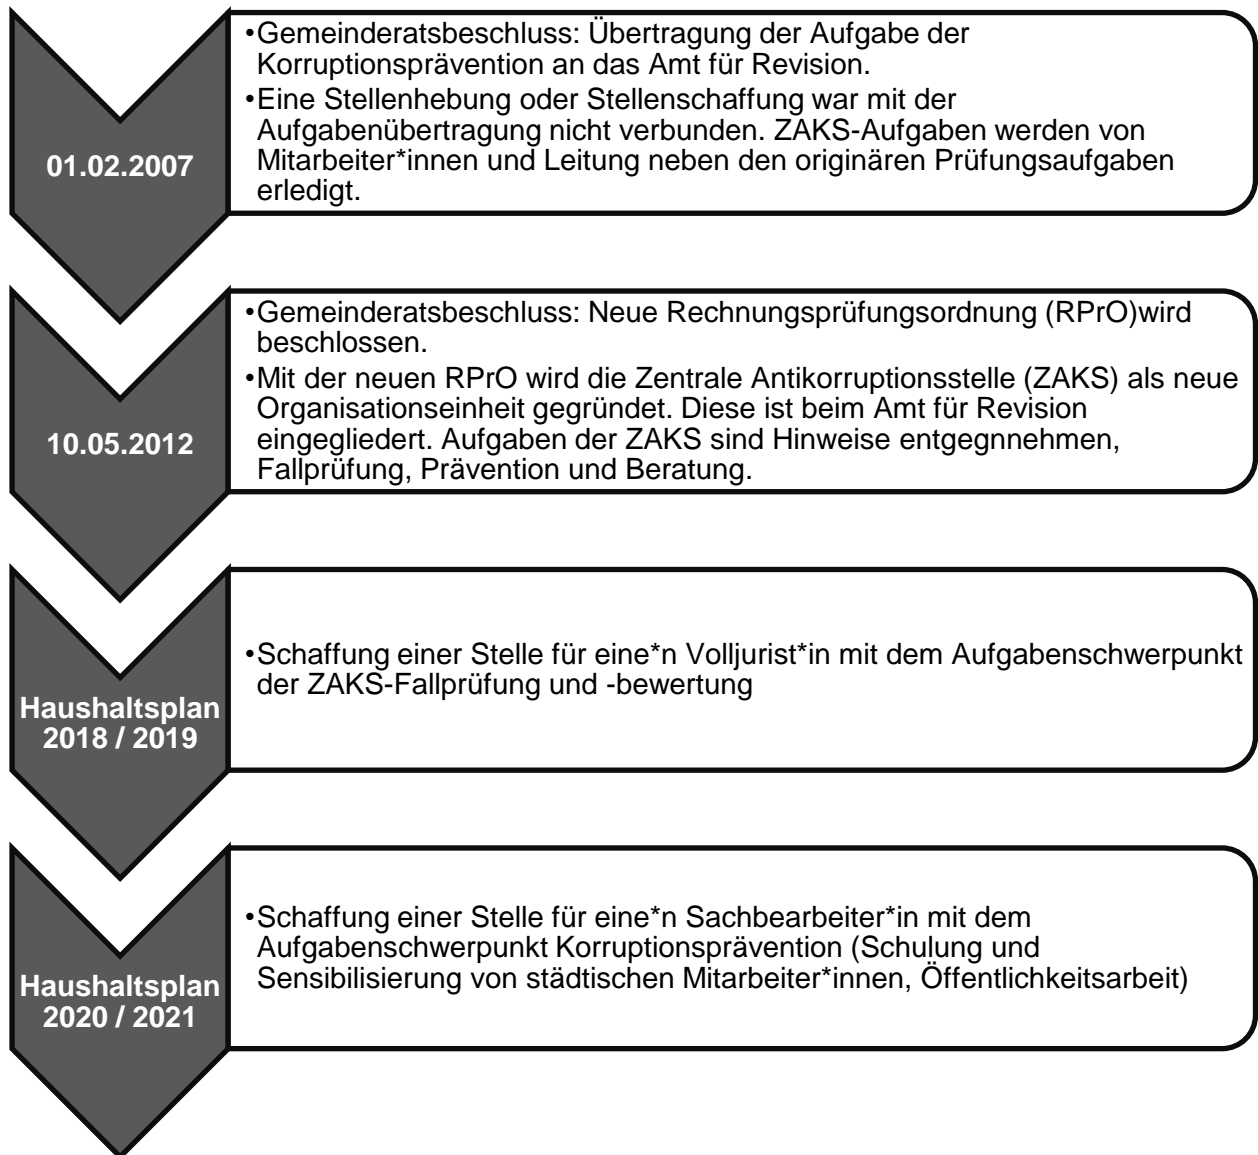 01.02.2007
•Gemeinderatsbeschluss: Übertragung der Aufgabe der
Korruptionsprävention an das Amt für Revision.
•Eine Stellenhebung oder Stellenschaffung war mit der
Aufgabenübertragung nicht verbunden. ZAKS-Aufgaben werden von
Mitarbeiter*innen und Leitung neben den originären Prüfungsaufgaben
erledigt.
10.05.2012
•Gemeinderatsbeschluss: Neue Rechnungsprüfungsordnung (RPrO)wird
beschlossen.
•Mit der neuen RPrO wird die Zentrale Antikorruptionsstelle (ZAKS) als neue
Organisationseinheit gegründet. Diese ist beim Amt für Revision
eingegliedert. Aufgaben der ZAKS sind Hinweise entgegnnehmen,
Fallprüfung, Prävention und Beratung.
Haushaltsplan
2018 / 2019
•Schaffung einer Stelle für eine*n Volljurist*in mit dem Aufgabenschwerpunkt
der ZAKS-Fallprüfung und -bewertung
Haushaltsplan
2020 / 2021
•Schaffung einer Stelle für eine*n Sachbearbeiter*in mit dem
Aufgabenschwerpunkt Korruptionsprävention (Schulung und
Sensibilisierung von städtischen Mitarbeiter*innen, Öffentlichkeitsarbeit)